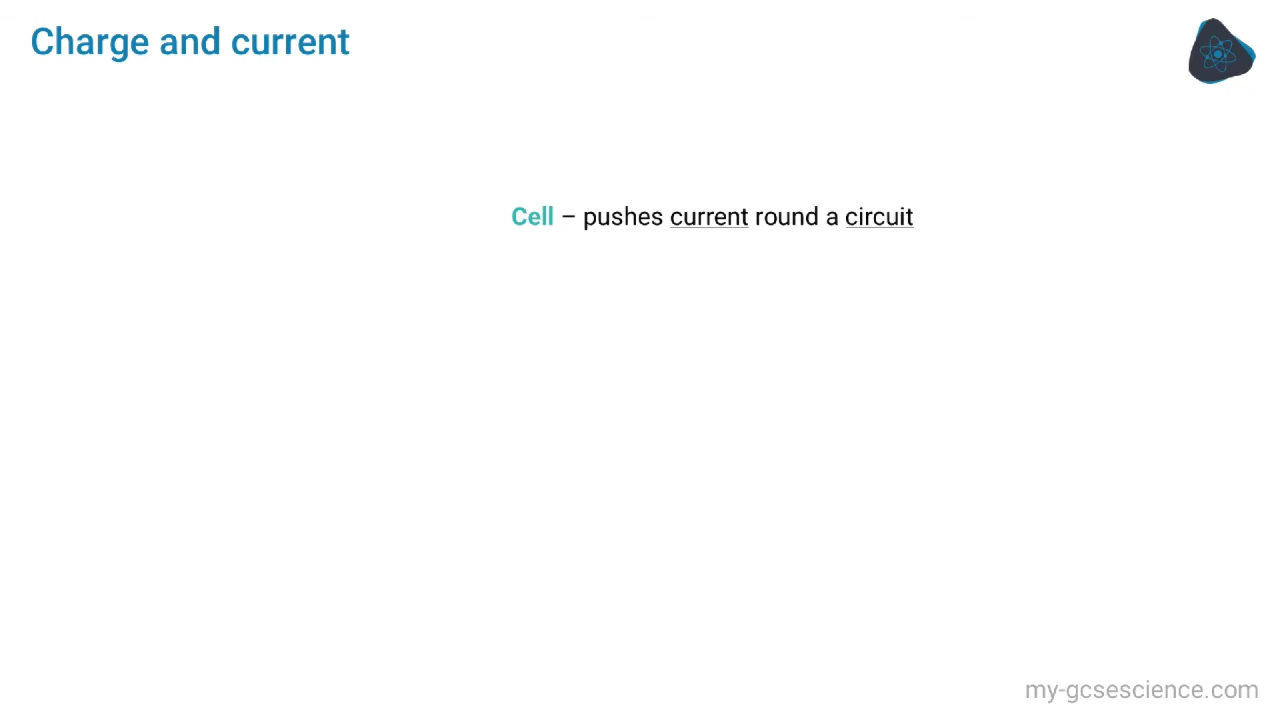 Charge and current
Cell – pushes current round a circuit
my-gcsescience.com